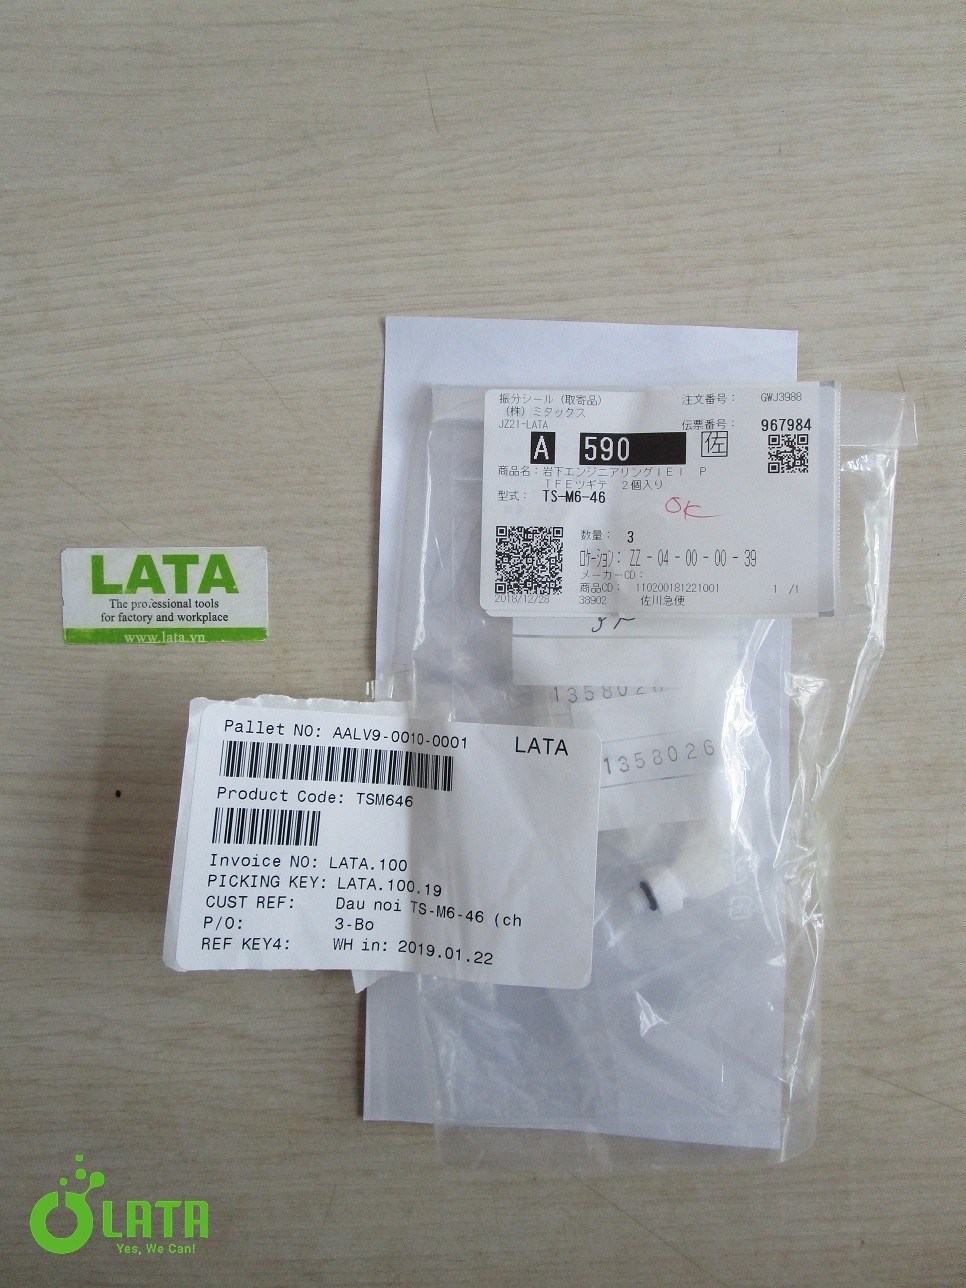 振分シール (取寄品)
(株)ミタックス
JZ21-LATA
注文番号: GWJ3988
伝票番号: 967984
A 590 佐
商品名: 岩下エンジニアリングIEI P
TFEツギテ 2個入り
型式: TS-M6-46
OK
数量: 3
ロケーション: ZZ-04-00-00-39
メーカーCD:
商品CD: 110200181221001 1 /1
2018/12/28 38902 佐川急便
1358026
1358026
LATA
The professional tools
for factory and workplace
www.lata.vn
Pallet NO: AALV9-0010-0001 LATA
Product Code: TSM646
Invoice NO: LATA.100
PICKING KEY: LATA.100.19
CUST REF: Dau noi TS-M6-46 (ch
P/O: 3-Bo
REF KEY4: WH in: 2019.01.22
LATA
Yes, We Can!